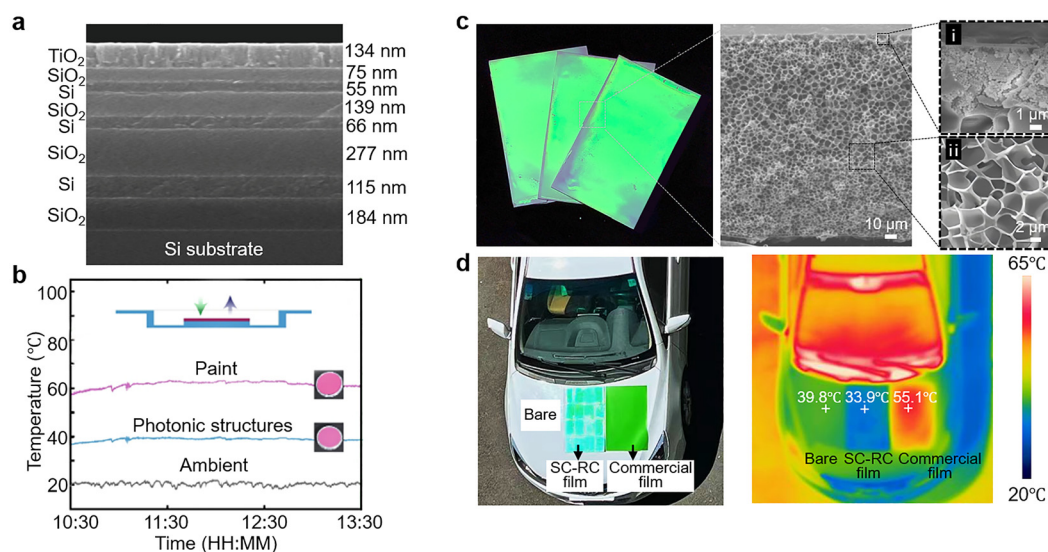 a
TiO2
SiO2
Si
SiO2
Si
SiO2
Si
SiO2
134 nm
75 nm
55 nm
139 nm
66 nm
277 nm
115 nm
184 nm
Si substrate
b
Temperature (℃)
100
80
60
40
20
Paint
Photonic structures
Ambient
10:30
11:30
12:30
13:30
Time (HH:MM)
c
10 μm
i
1 μm
ii
2 μm
d
Bare
SC-RC
film
Commercial
film
39.8℃
33.9℃
55.1℃
Bare
SC-RC
film
Commercial
film
65℃
20℃